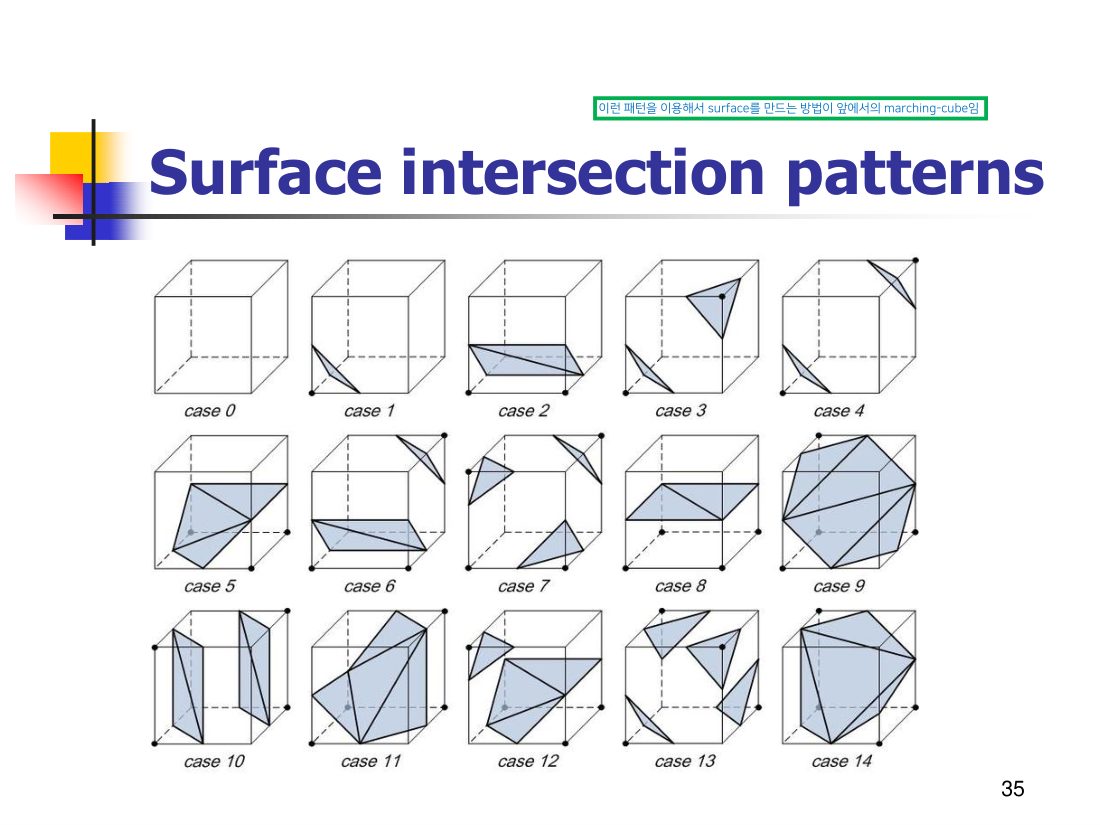 이런 패턴을 이용해서 surface를 만드는 방법이 앞에서의 marching-cube임
Surface intersection patterns
case 0 case 1 case 2 case 3 case 4
case 5 case 6 case 7 case 8 case 9
case 10 case 11 case 12 case 13 case 14
35